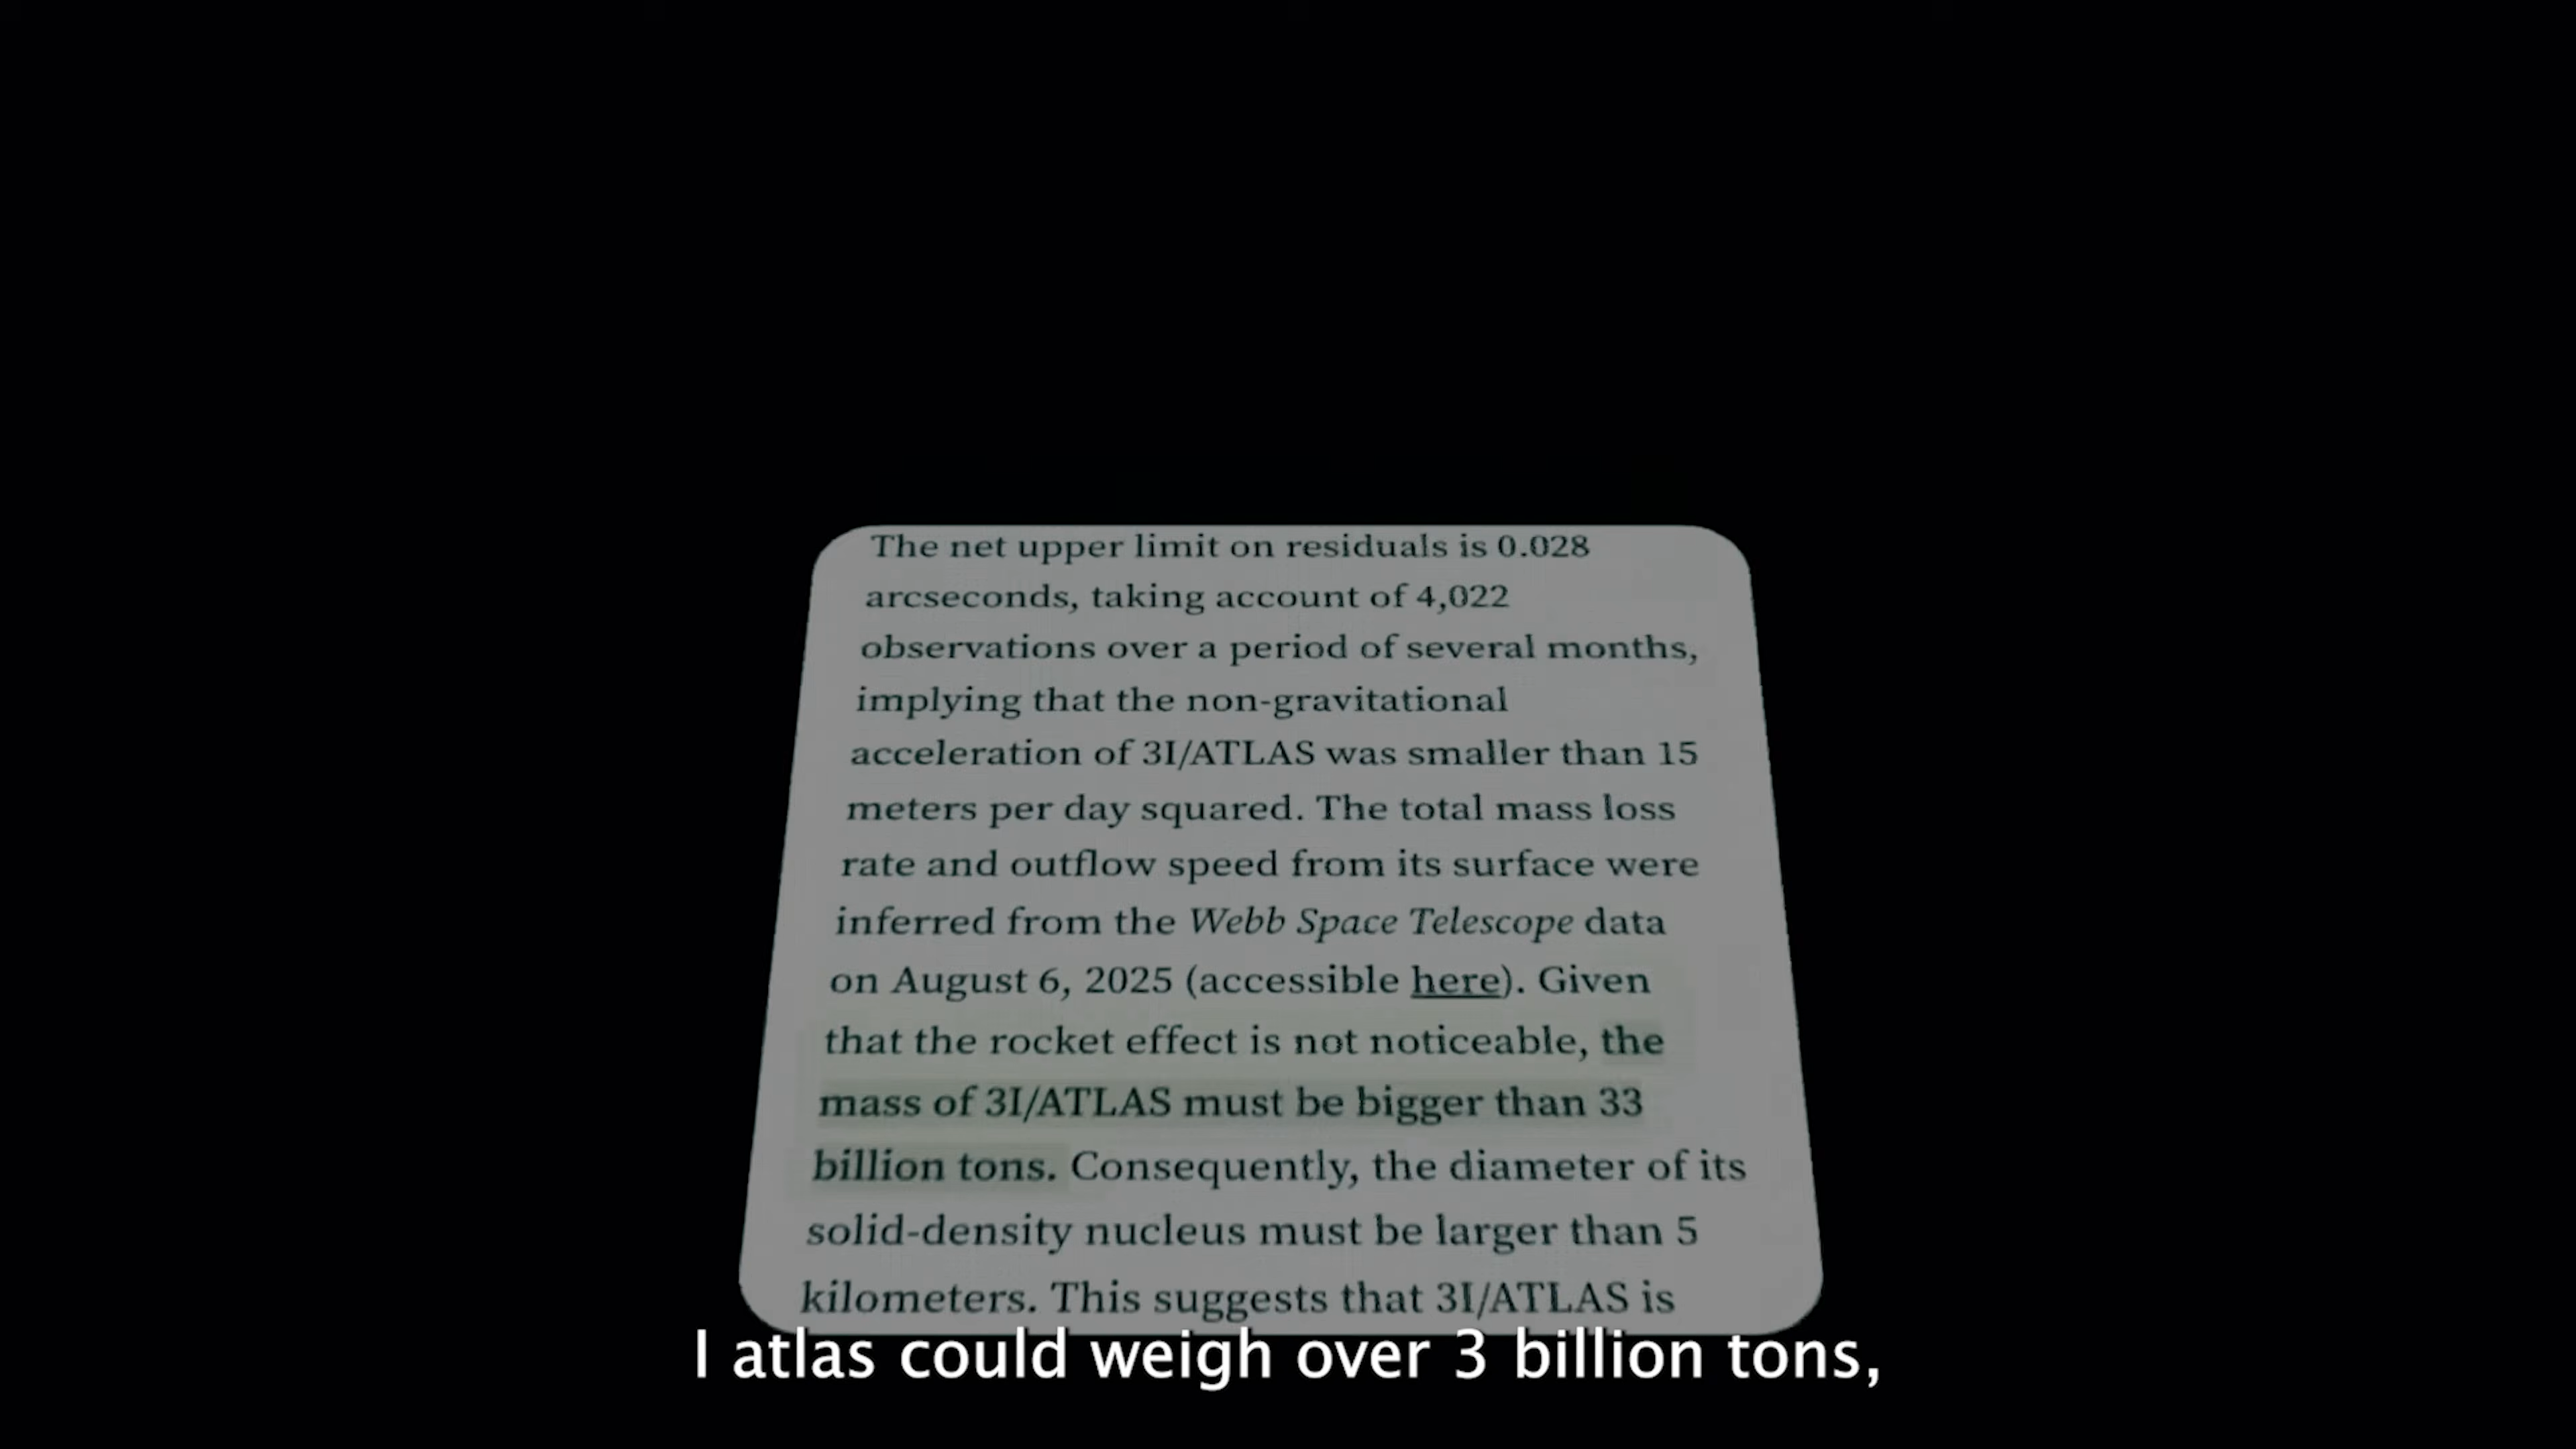 The net upper limit on residuals is 0.028
arcseconds, taking account of 4,022
observations over a period of several months,
implying that the non-gravitational
acceleration of 3I/ATLAS was smaller than 15
meters per day squared. The total mass loss
rate and outflow speed from its surface were
inferred from the Webb Space Telescope data
on August 6, 2025 (accessible here). Given
that the rocket effect is not noticeable, the
mass of 3I/ATLAS must be bigger than 33
billion tons. Consequently, the diameter of its
solid-density nucleus must be larger than 5
kilometers. This suggests that 3I/ATLAS is
I atlas could weigh over 3 billion tons,